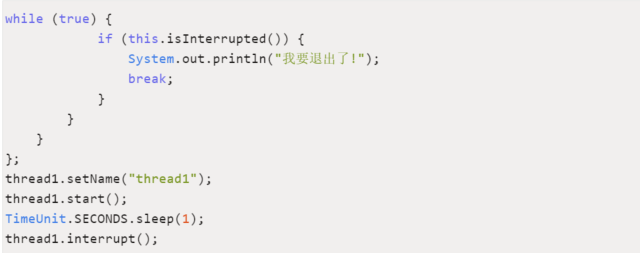 while (true) {
if (this.isInterrupted()) {
System.out.println("我要退出了!");
break;
}
}
}
};
thread1.setName("thread1");
thread1.start();
TimeUnit.SECONDS.sleep(1);
thread1.interrupt();